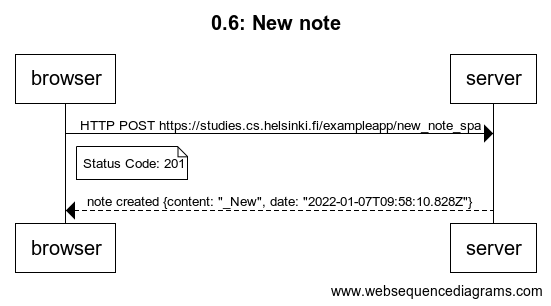 0.6: New note
browser
server
HTTP POST https://studies.cs.helsinki.fi/exampleapp/new_note_spa
Status Code: 201
note created {content: "_New", date: "2022-01-07T09:58:10.828Z"}
browser
server
www.websequencediagrams.com